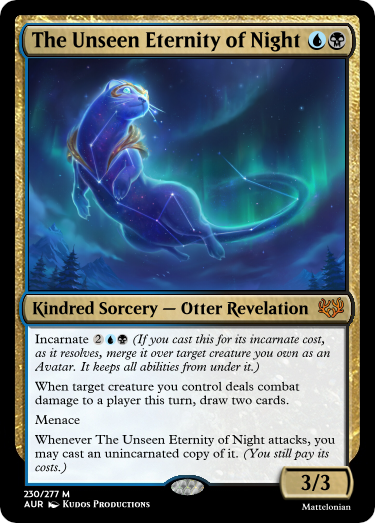 The Unseen Eternity of Night
Kindred Sorcery — Otter Revelation
Incarnate 2 (If you cast this for its incarnate cost,
as it resolves, merge it over target creature you own as an
Avatar. It keeps all abilities from under it.)
When target creature you control deals combat
damage to a player this turn, draw two cards.
Menace
Whenever The Unseen Eternity of Night attacks, you
may cast an unincarnated copy of it. (You still pay its
costs.)
3/3
230/277 M
AUR Kudos Productions
Mattelonian